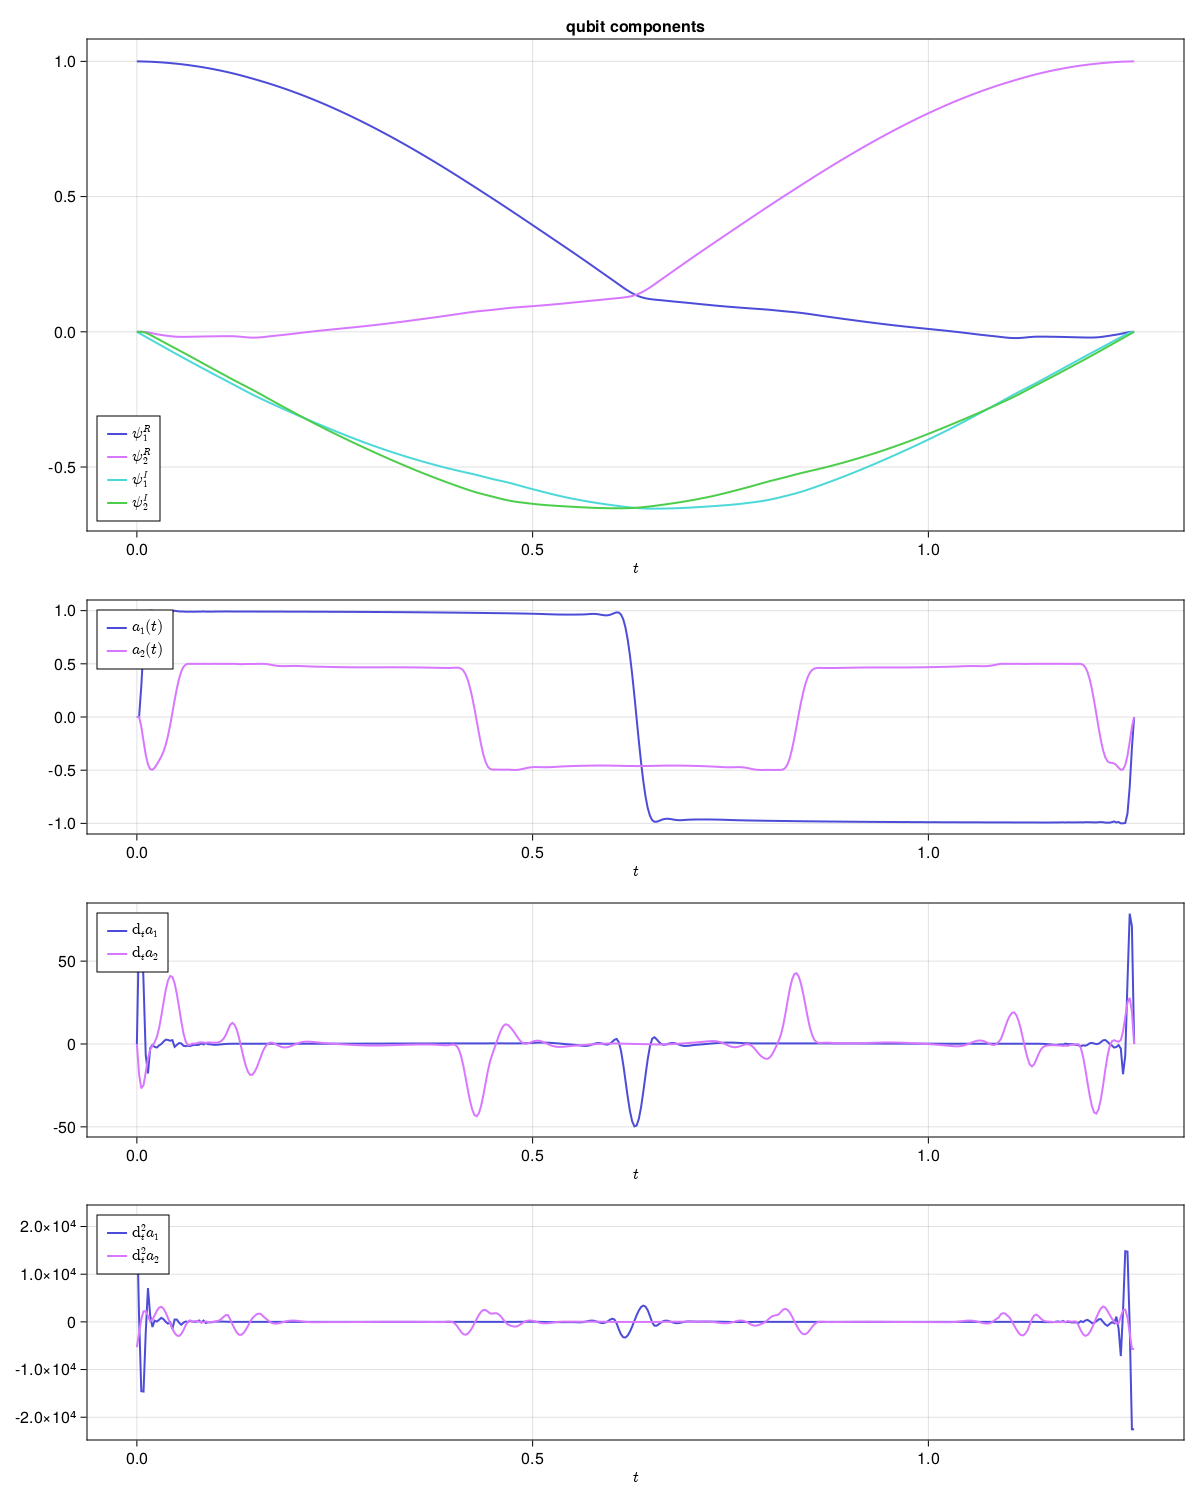 qubit components
1.0
0.5
0.0
-0.5
ψ₁ᴿ
ψ₂ᴿ
ψ₁ᴵ
ψ₂ᴵ
0.0 0.5 1.0
t
1.0
0.5
0.0
-0.5
-1.0
a₁(t)
a₂(t)
0.0 0.5 1.0
t
50
0
-50
dₜa₁
dₜa₂
0.0 0.5 1.0
t
2.0×10⁴
1.0×10⁴
0
-1.0×10⁴
-2.0×10⁴
d²ₜa₁
d²ₜa₂
0.0 0.5 1.0
t